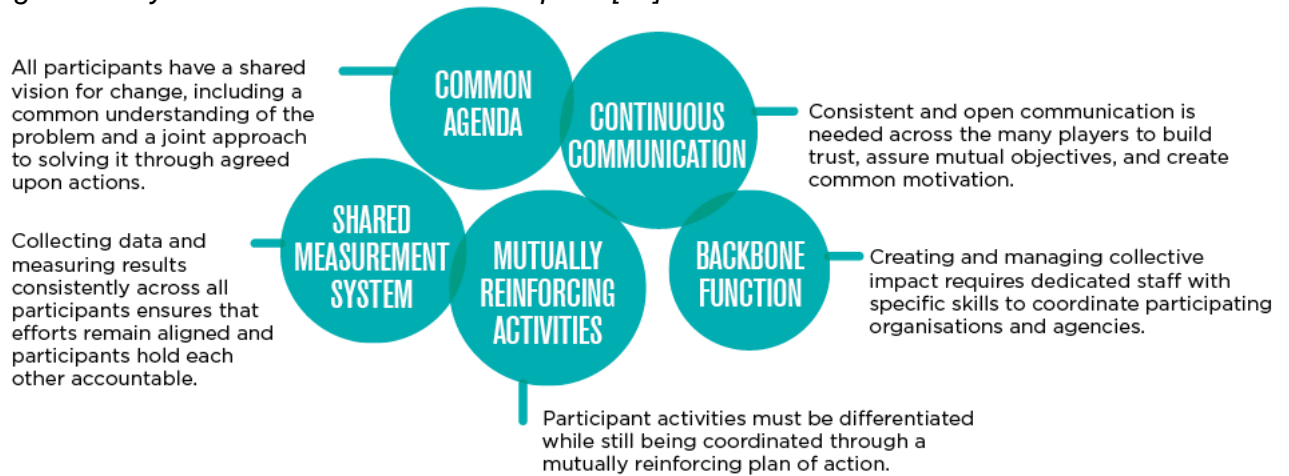 All participants have a shared
vision for change, including a
common understanding of the
problem and a joint approach
to solving it through agreed
upon actions.
COMMON
AGENDA
CONTINUOUS
COMMUNICATION
Consistent and open communication is
needed across the many players to build
trust, assure mutual objectives, and create
common motivation.
SHARED
MEASUREMENT
SYSTEM
Collecting data and
measuring results
consistently across all
participants ensures that
efforts remain aligned and
participants hold each
other accountable.
MUTUALLY
REINFORCING
ACTIVITIES
BACKBONE
FUNCTION
Creating and managing collective
impact requires dedicated staff with
specific skills to coordinate participating
organisations and agencies.
Participant activities must be differentiated
while still being coordinated through a
mutually reinforcing plan of action.